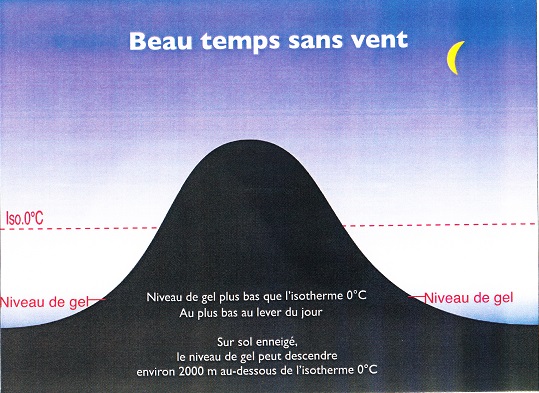 Beau temps sans vent
Iso.0°C
Niveau de gel
Niveau de gel
Niveau de gel plus bas que l'isotherme 0°C
Au plus bas au lever du jour
Sur sol enneigé,
le niveau de gel peut descendre
environ 2000 m au-dessous de l'isotherme 0°C